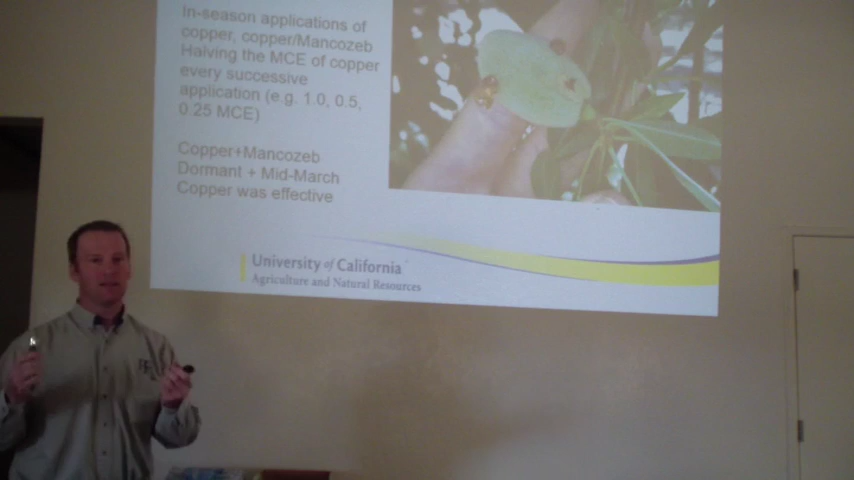 In-season applications of
copper, copper/Mancozeb
Halving the MCE of copper
every successive
application (e.g. 1.0, 0.5,
0.25 MCE)
Copper+Mancozeb
Dormant + Mid-March
Copper was effective
University of California
Agriculture and Natural Resources